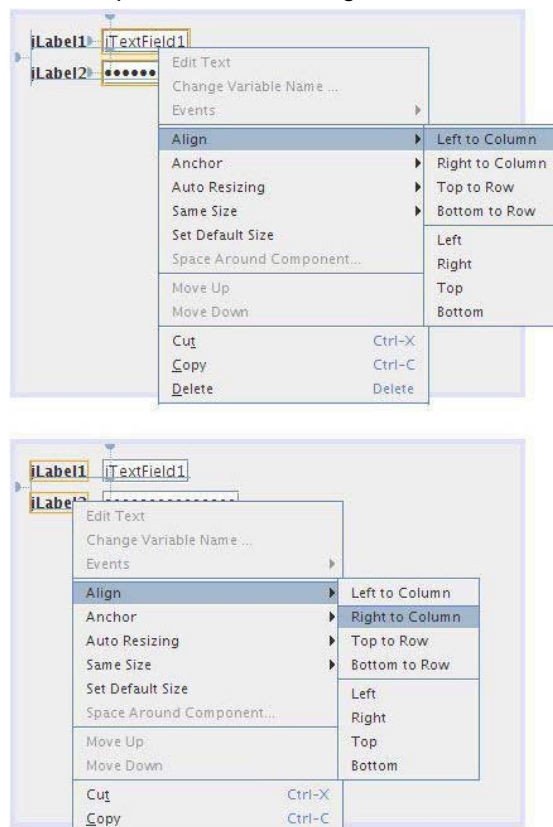 jLabel1 jTextField1
jLabel2 ••••••
Edit Text
Change Variable Name ...
Events
Align
Anchor
Auto Resizing
Same Size
Set Default Size
Space Around Component...
Move Up
Move Down
Cut Ctrl-X
Copy Ctrl-C
Delete Delete
Left to Column
Right to Column
Top to Row
Bottom to Row
Left
Right
Top
Bottom
jLabel1 jTextField1
jLabel2
Edit Text
Change Variable Name ...
Events
Align
Anchor
Auto Resizing
Same Size
Set Default Size
Space Around Component...
Move Up
Move Down
Cut Ctrl-X
Copy Ctrl-C
Left to Column
Right to Column
Top to Row
Bottom to Row
Left
Right
Top
Bottom